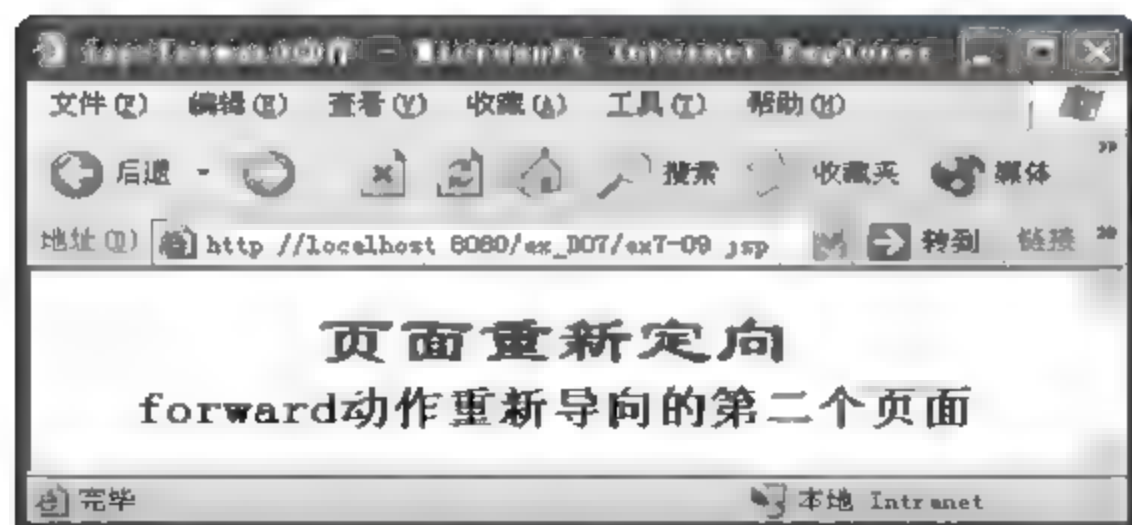 Microsoft Internet Explorer
文件(F) 编辑(E) 查看(V) 收藏(A) 工具(T) 帮助(H)
后退 搜索 收藏夹 媒体 »
地址(D) http //localhost 8080/ex_D07/ex7-09 jsp 转到 链接 »
页面重新定向
forward动作重新导向的第二个页面
完毕 本地 Intranet